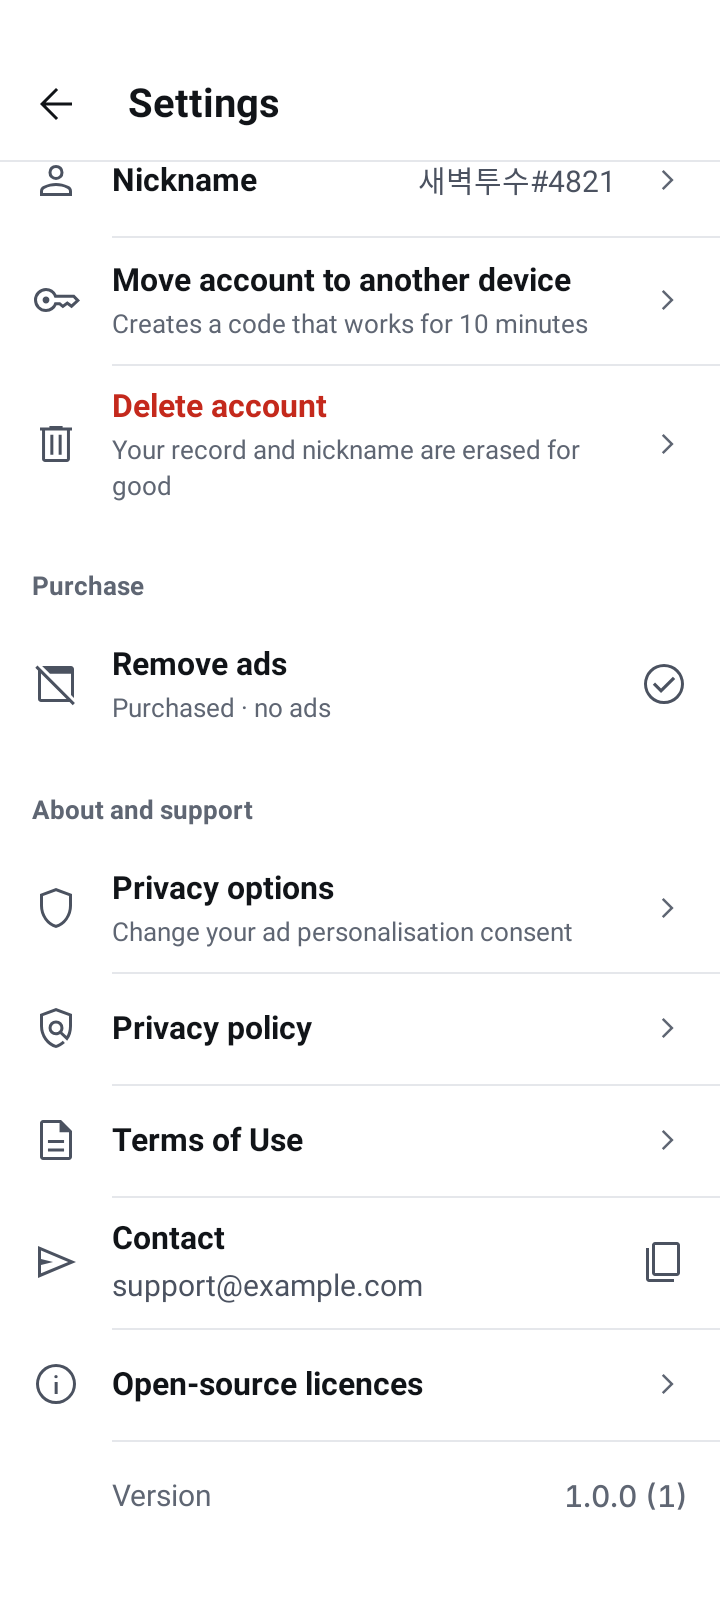 Settings
Nickname 새벽투수#4821
Move account to another device
Creates a code that works for 10 minutes
Delete account
Your record and nickname are erased for
good
Purchase
Remove ads
Purchased · no ads
About and support
Privacy options
Change your ad personalisation consent
Privacy policy
Terms of Use
Contact
support@example.com
Open-source licences
Version 1.0.0 (1)